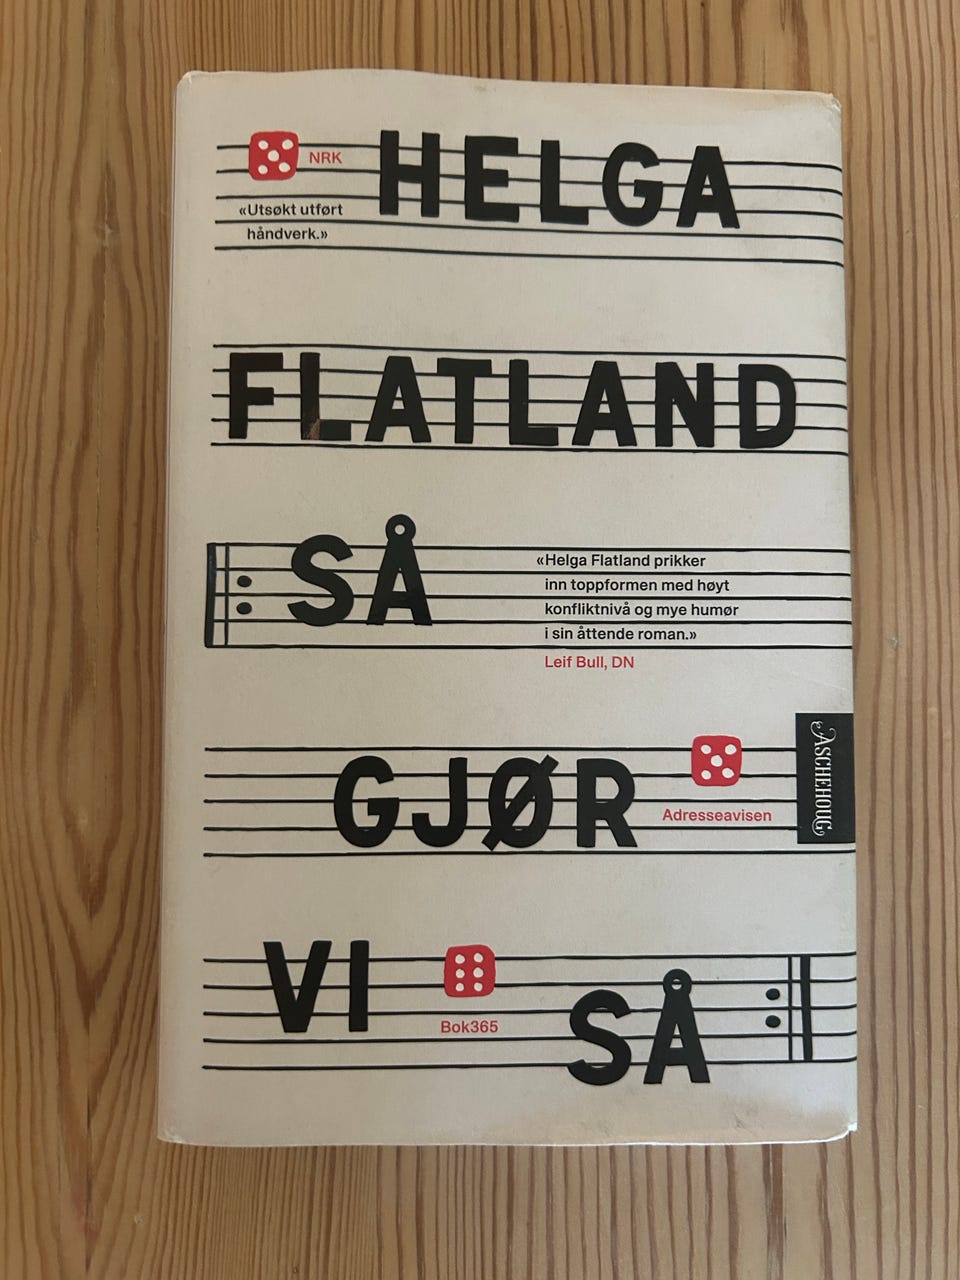 NRK
«Utsøkt utført
håndverk.»
HELGA
FLATLAND
SÅ
«Helga Flatland prikker
inn toppformen med høyt
konfliktnivå og mye humør
i sin åttende roman.»
Leif Bull, DN
GJØR
Adresseavisen
ASCHEHOUG
VI
Bok365
SÅ